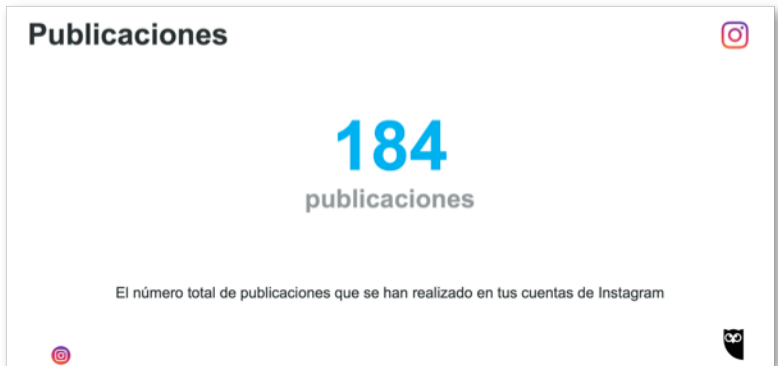 Publicaciones
184
publicaciones
El número total de publicaciones que se han realizado en tus cuentas de Instagram